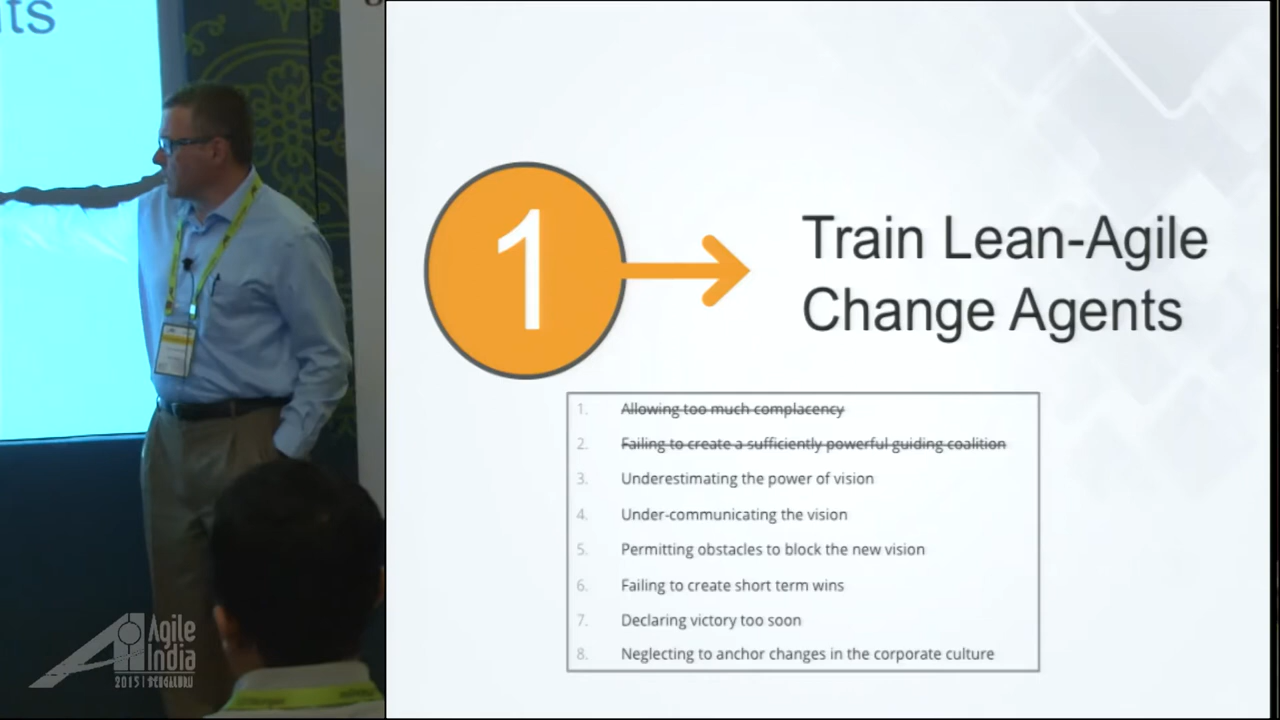 nts
1
Train Lean-Agile
Change Agents
1. Allowing too much complacency
2. Failing to create a sufficiently powerful guiding coalition
3. Underestimating the power of vision
4. Under-communicating the vision
5. Permitting obstacles to block the new vision
6. Failing to create short term wins
7. Declaring victory too soon
8. Neglecting to anchor changes in the corporate culture
Agile
India
2015 | BENGALURU